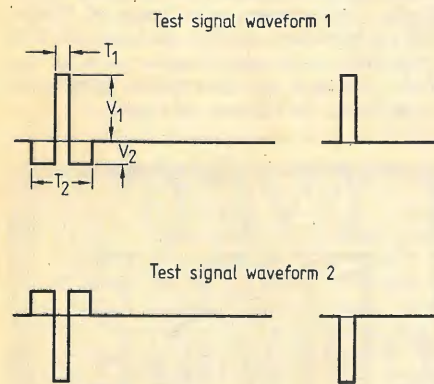 Test signal waveform 1
T1
V1
V2
T2
Test signal waveform 2